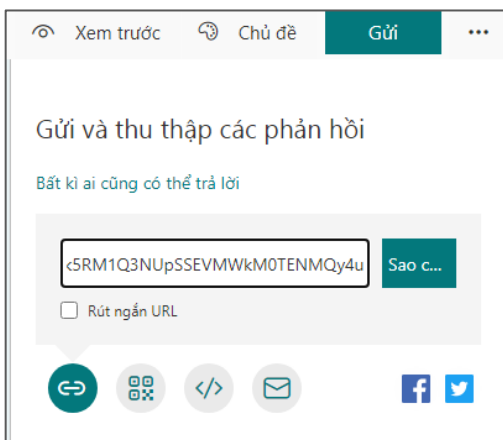 Xem trước Chủ đề Gửi
Gửi và thu thập các phản hồi
Bất kì ai cũng có thể trả lời
5RM1Q3NUpSSEVMWkM0TENMQy4u Sao c...
Rút ngắn URL